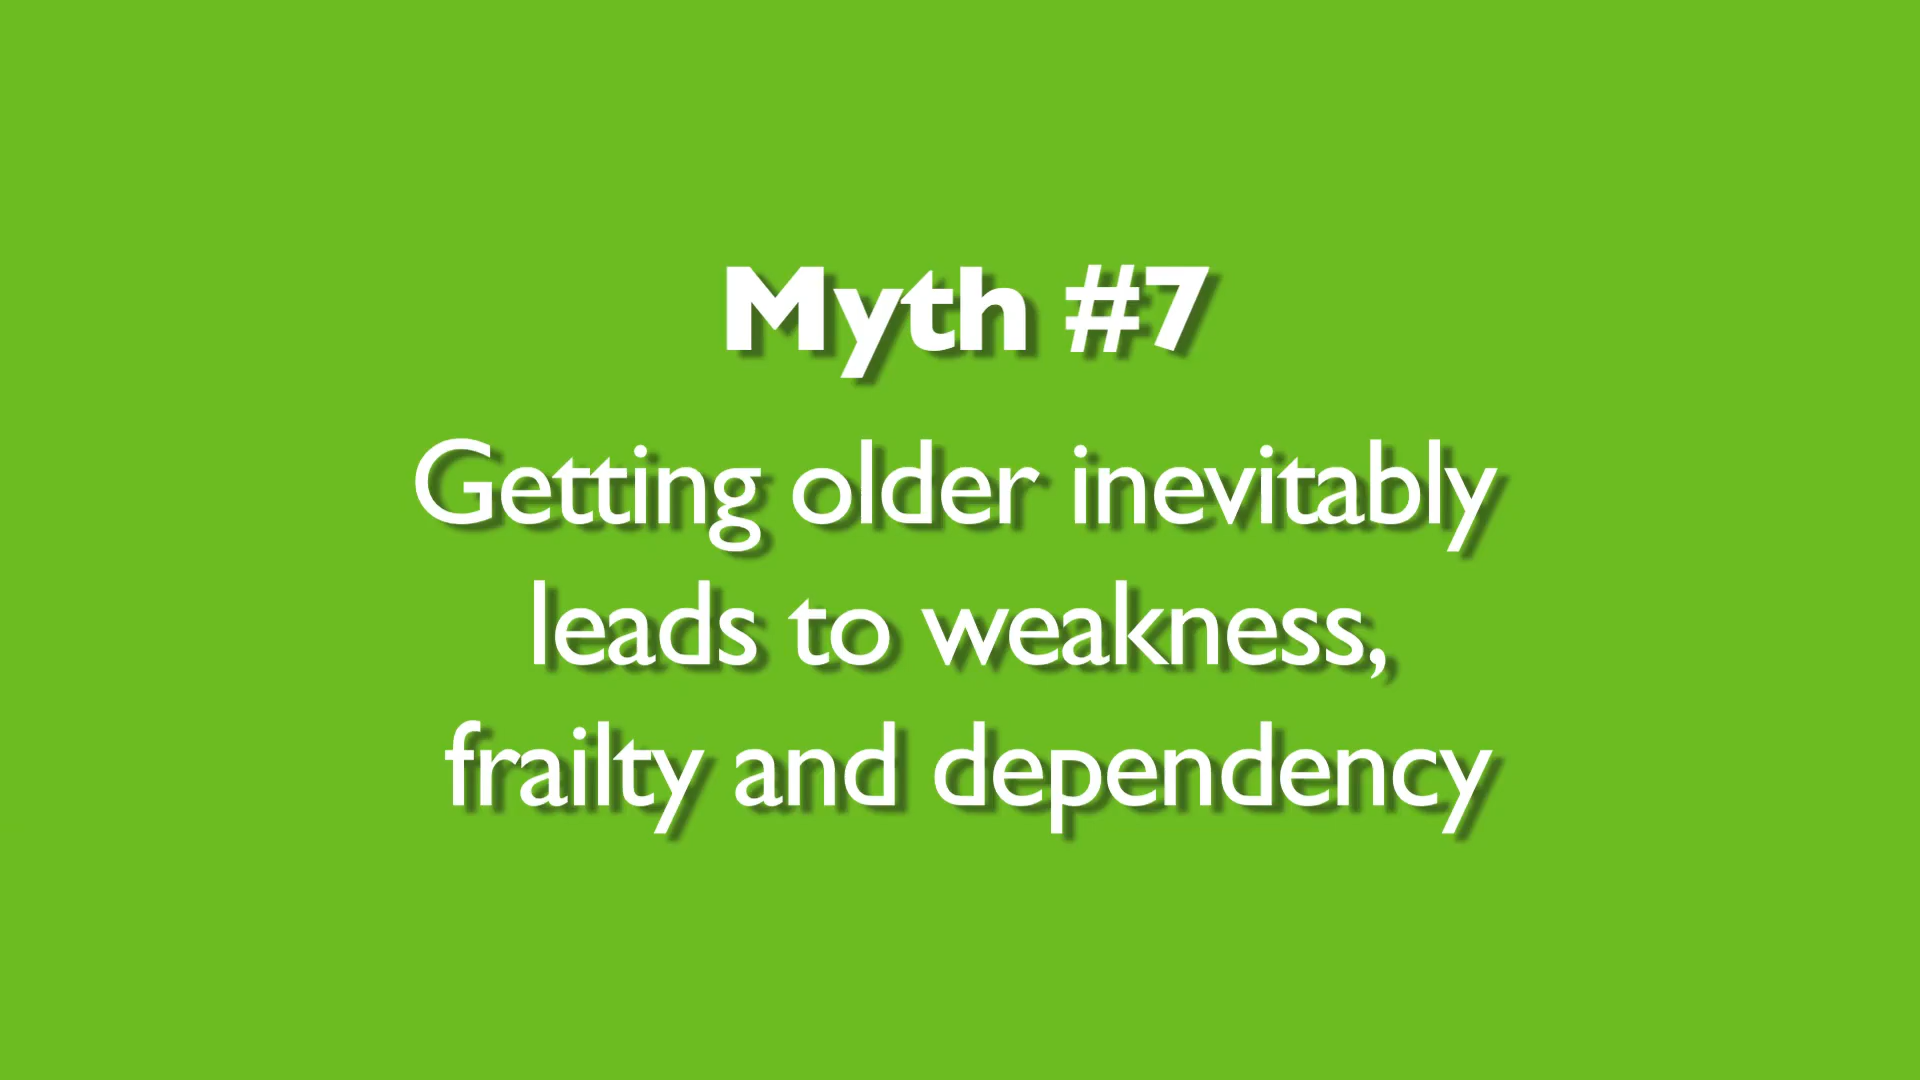 Myth #7
Getting older inevitably
leads to weakness,
frailty and dependency